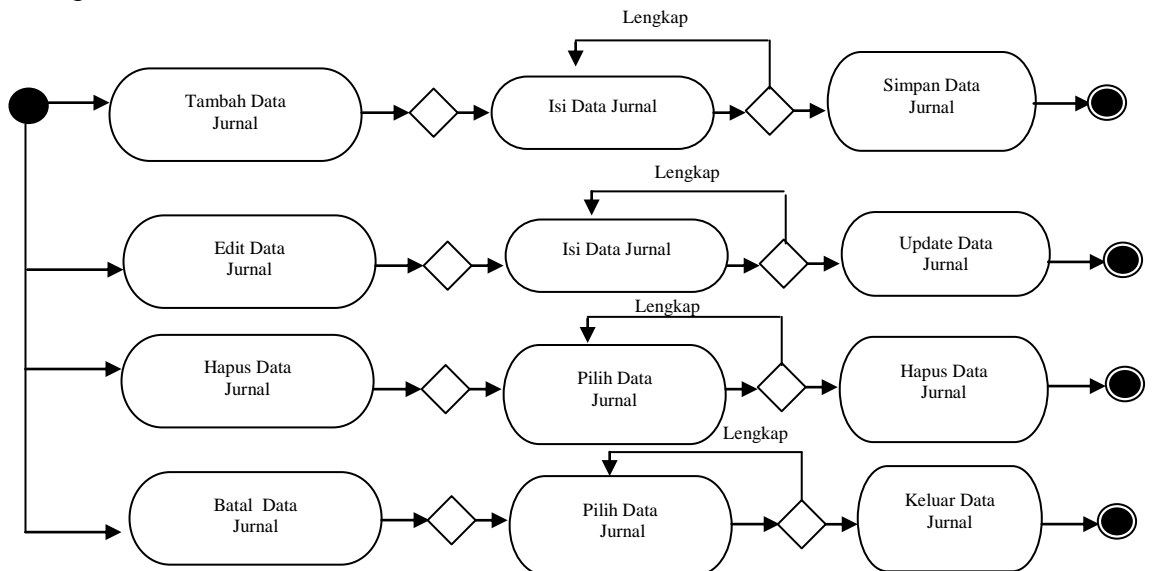 Lengkap
Tambah Data
Jurnal
Isi Data Jurnal
Simpan Data
Jurnal
Lengkap
Edit Data
Jurnal
Isi Data Jurnal
Update Data
Jurnal
Lengkap
Hapus Data
Jurnal
Pilih Data
Jurnal
Hapus Data
Jurnal
Lengkap
Batal Data
Jurnal
Pilih Data
Jurnal
Keluar Data
Jurnal